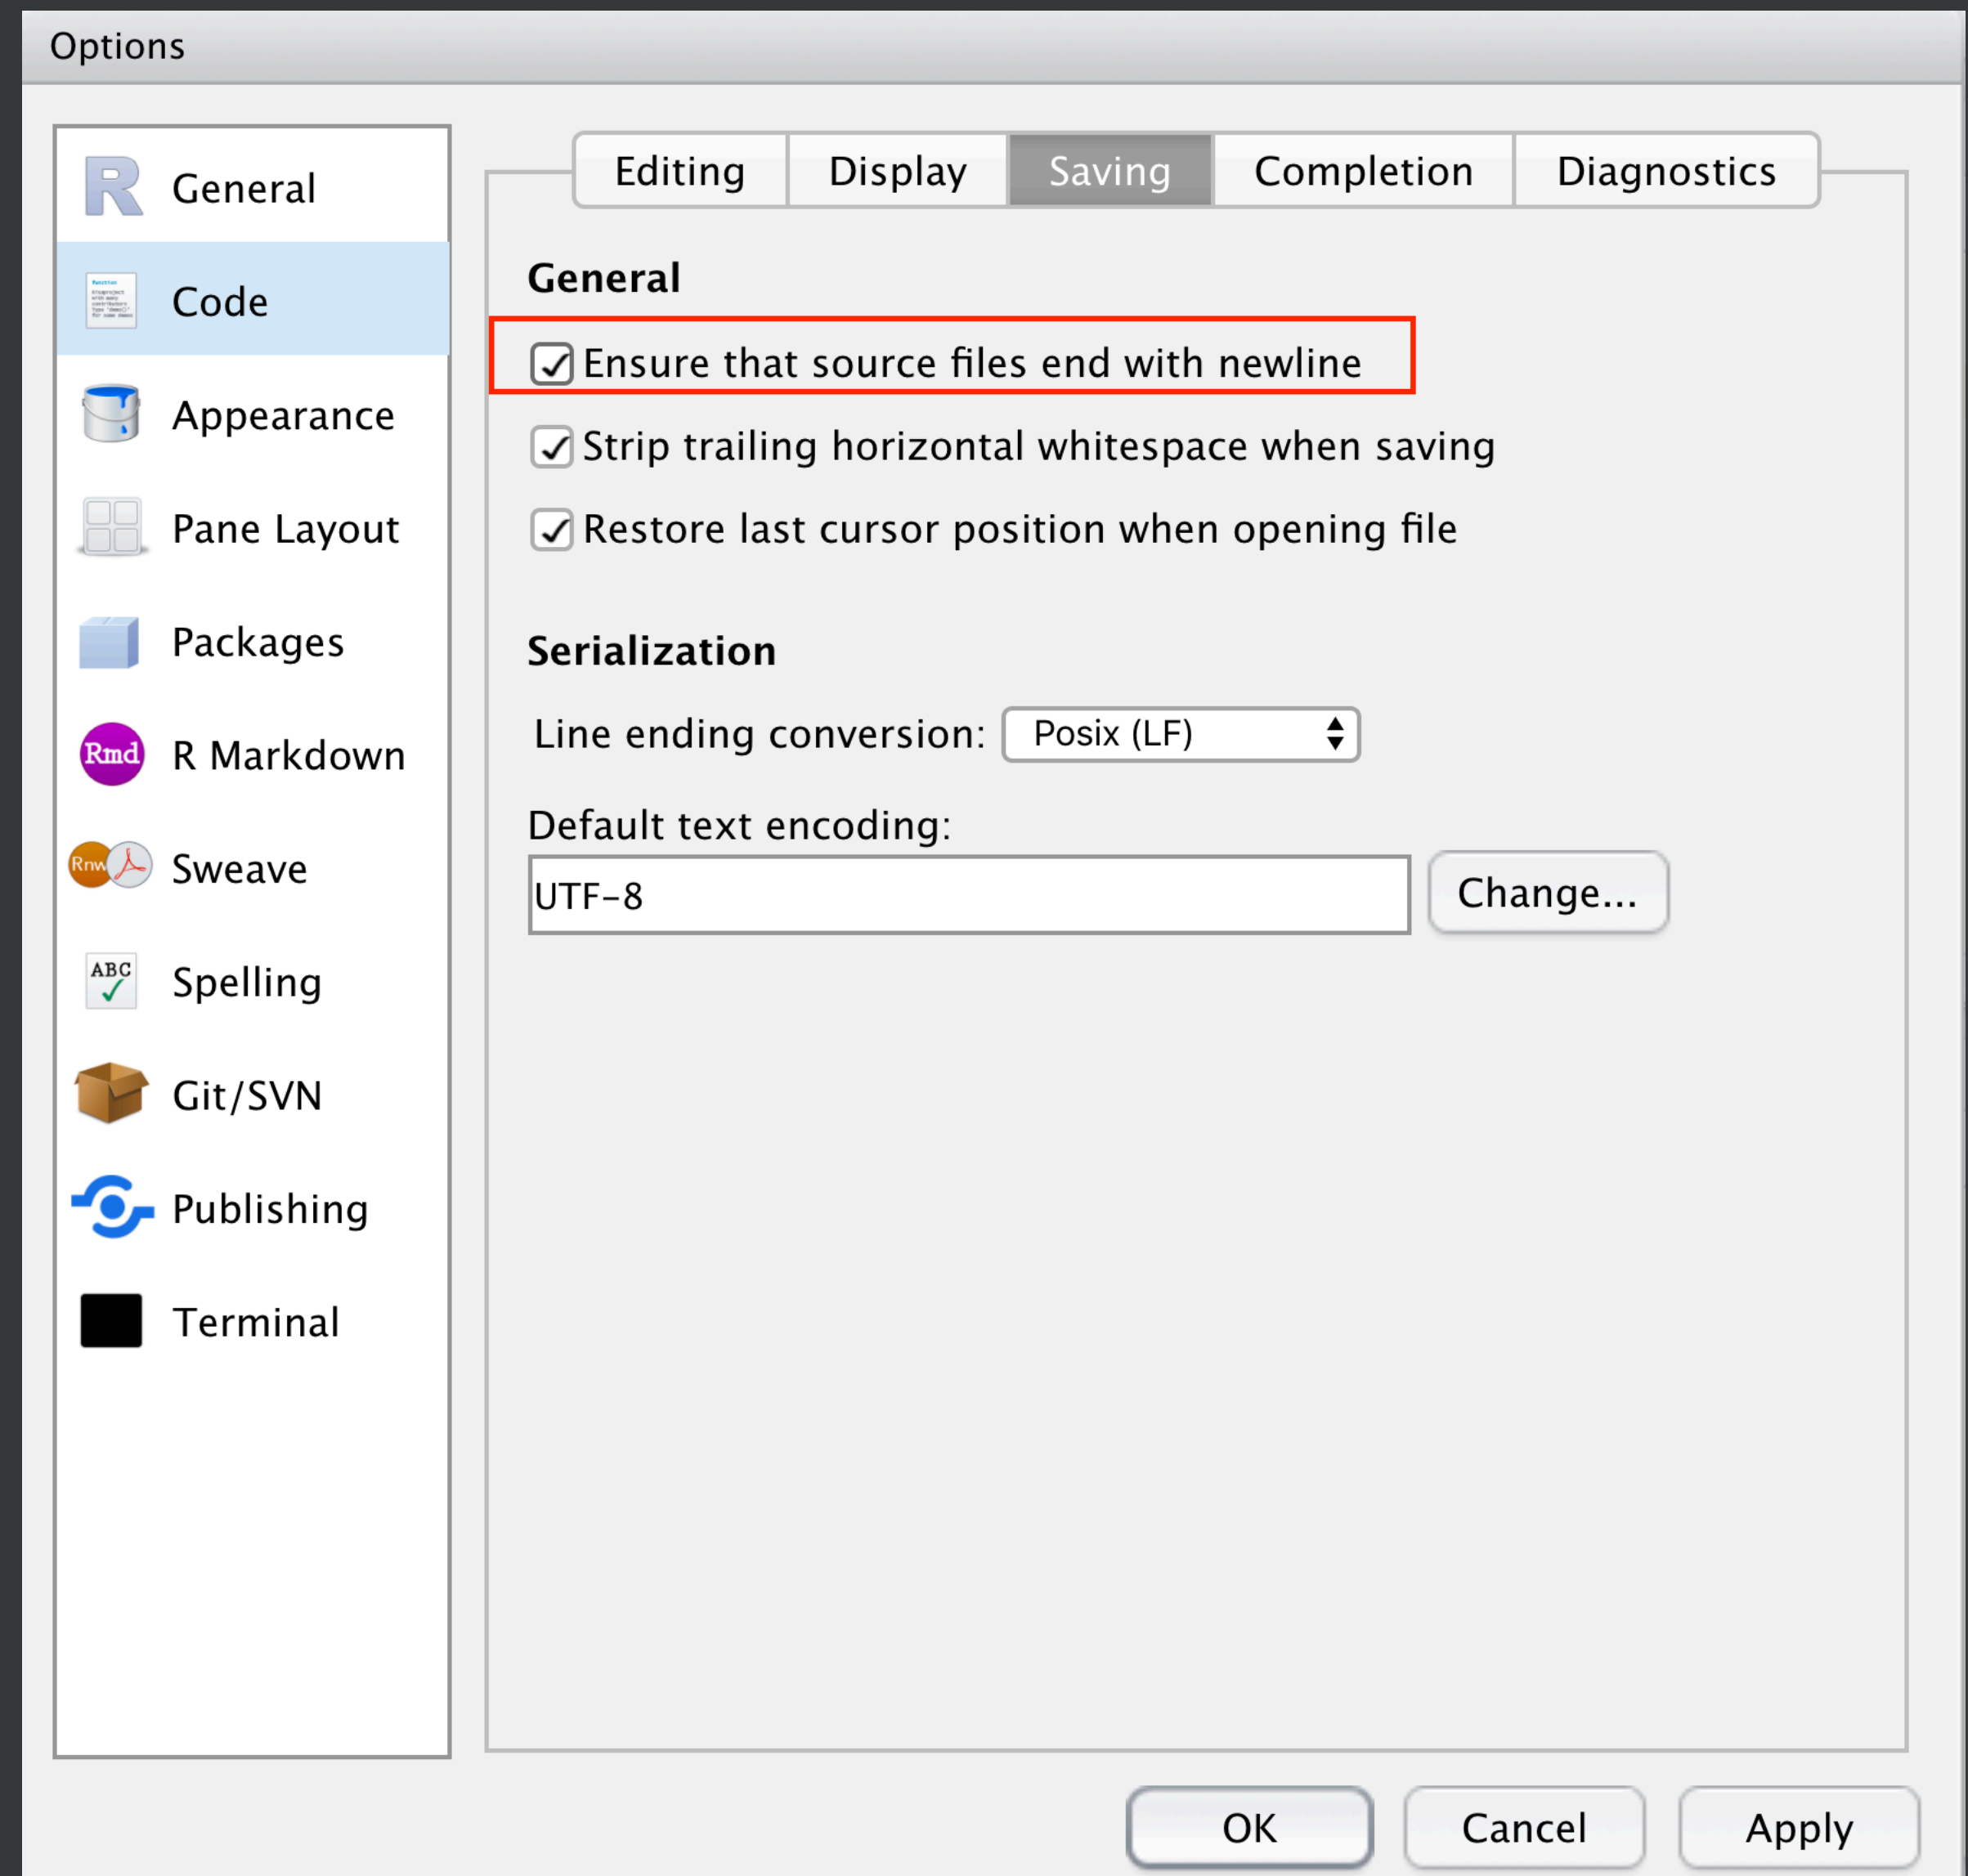 Options
General
Code
Appearance
Pane Layout
Packages
Rmd
R Markdown
Rnw
Sweave
ABC
Spelling
Git/SVN
Publishing
Terminal
Editing Display Saving Completion Diagnostics
General
Ensure that source files end with newline
Strip trailing horizontal whitespace when saving
Restore last cursor position when opening file
Serialization
Line ending conversion: Posix (LF)
Default text encoding:
UTF-8 Change...
OK Cancel Apply